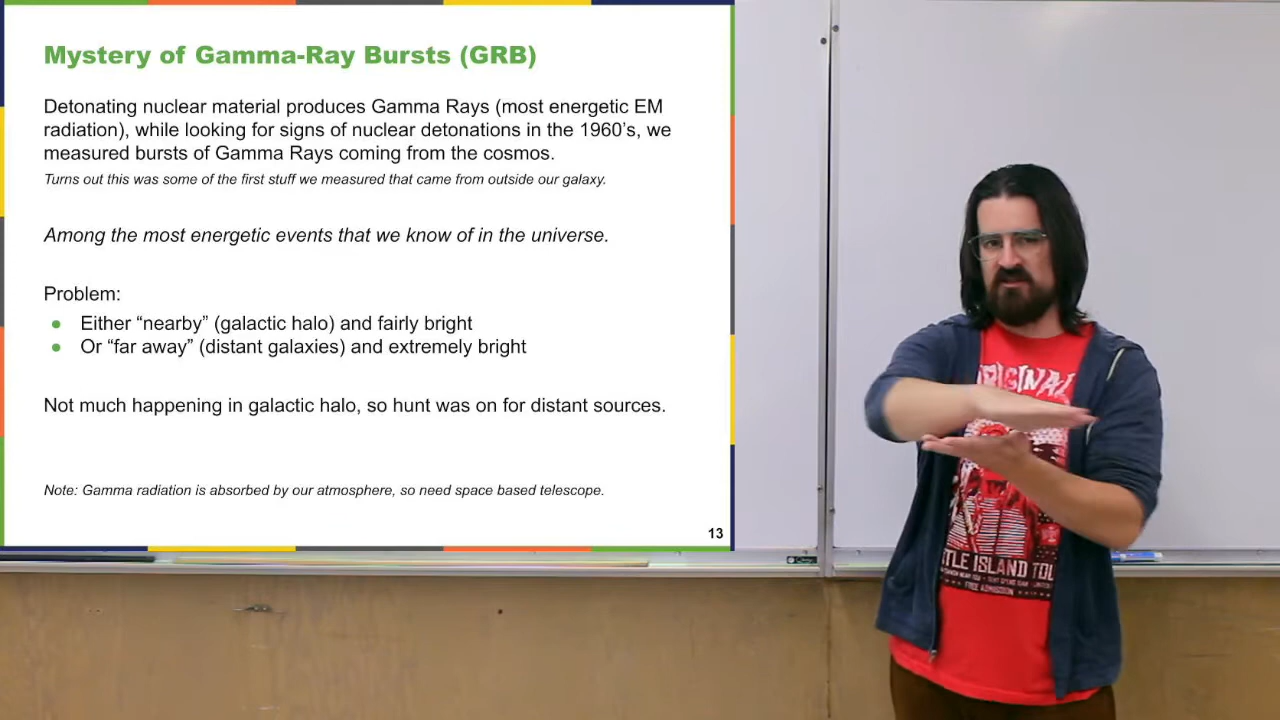 Mystery of Gamma-Ray Bursts (GRB)
Detonating nuclear material produces Gamma Rays (most energetic EM
radiation), while looking for signs of nuclear detonations in the 1960's, we
measured bursts of Gamma Rays coming from the cosmos.
Turns out this was some of the first stuff we measured that came from outside our galaxy.
Among the most energetic events that we know of in the universe.
Problem:
● Either “nearby” (galactic halo) and fairly bright
● Or “far away” (distant galaxies) and extremely bright
Not much happening in galactic halo, so hunt was on for distant sources.
Note: Gamma radiation is absorbed by our atmosphere, so need space based telescope.
13
ISLAND
FREE ADMISSION